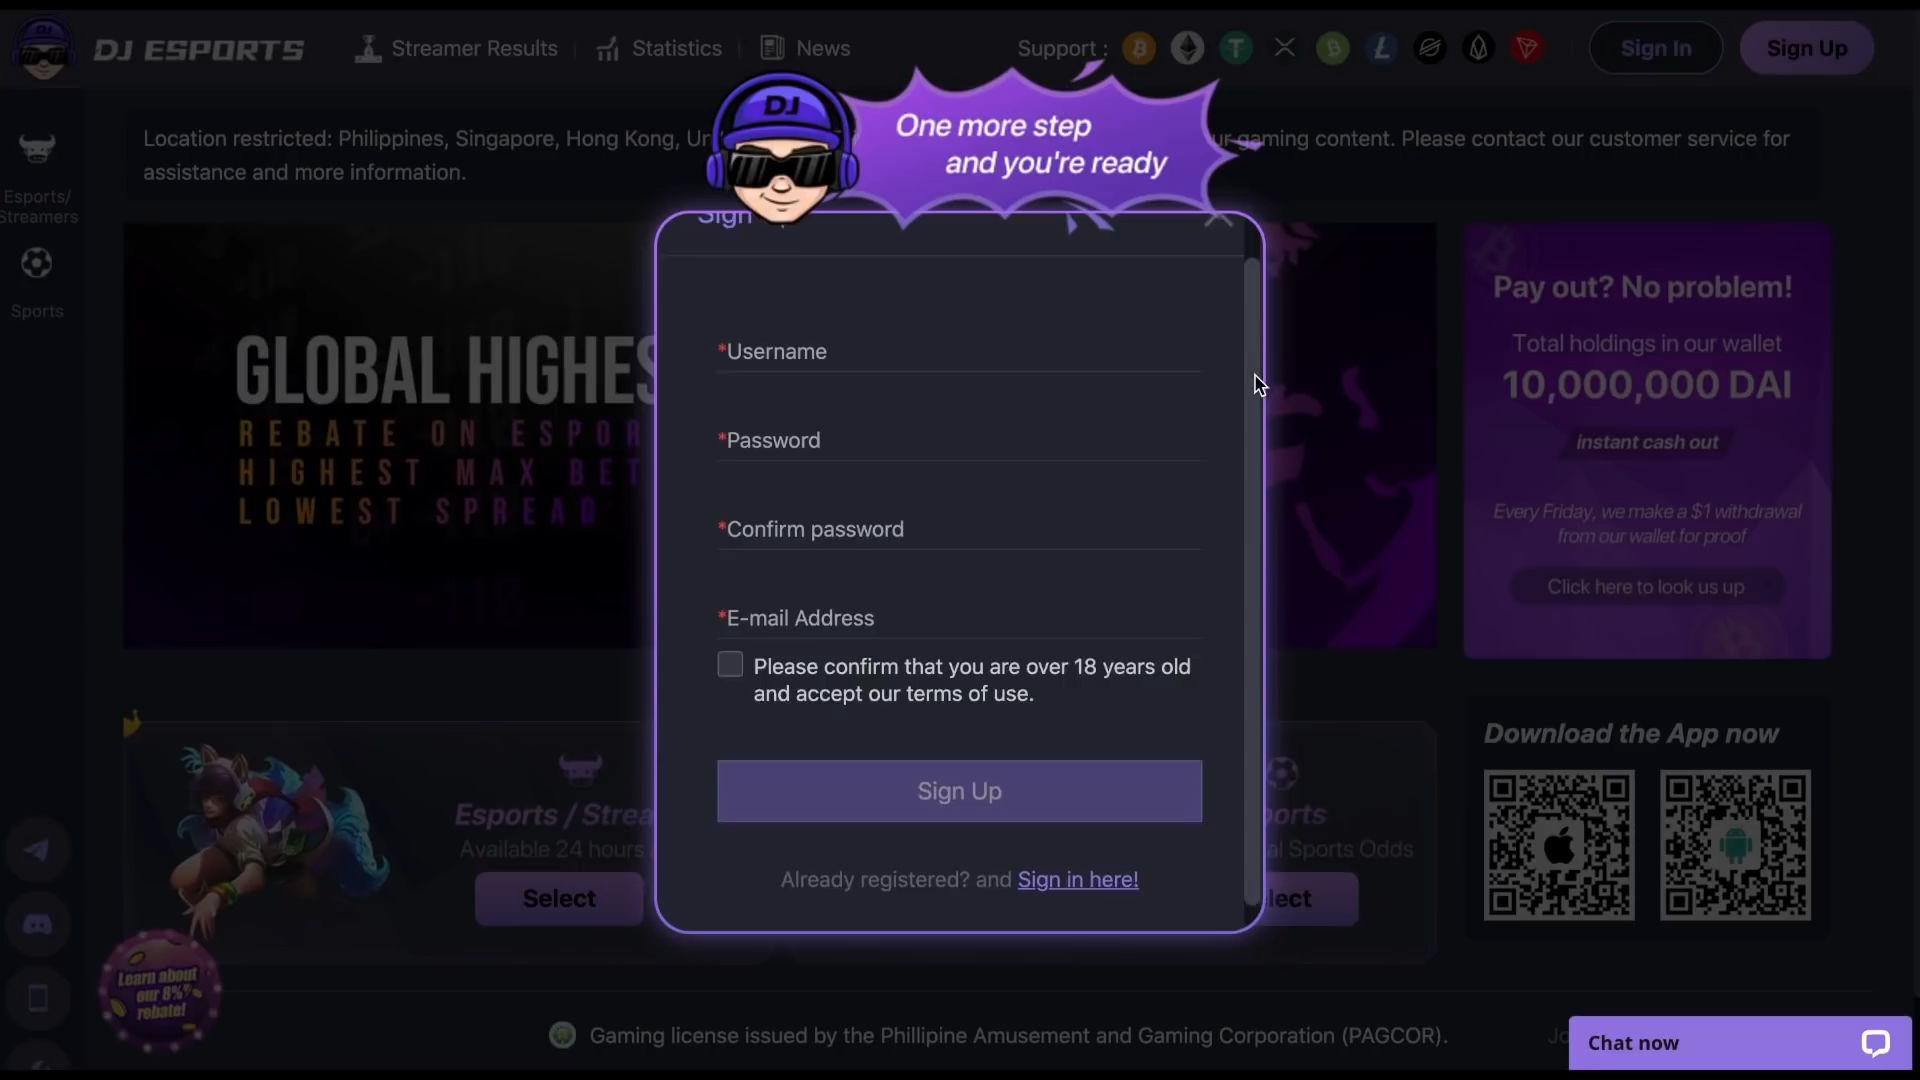 DJ ESPORTS
Streamer Results
Statistics
News
Support :
Sign In
Sign Up
DJ
One more step
and you're ready
Location restricted: Philippines, Singapore, Hong Kong,
gaming content. Please contact our customer service for
assistance and more information.
Esports/
Streamers
Sports
GLOBAL
REBATE ON
HIGHEST MAX BET
LOWEST SPREAD
Sign
*Username
*Password
*Confirm password
*E-mail Address
Please confirm that you are over 18 years old
and accept our terms of use.
Sign Up
Already registered? and Sign in here!
Pay out? No problem!
Total holdings in our wallet
10,000,000 DAI
instant cash out
Every Friday, we make a $1 withdrawal
from our wallet for proof
Click here to look us up
Esports /
Available 24 hours
Select
Sports Odds
Download the App now
Learn about
our 8%
rebate!
Gaming license issued by the Phillipine Amusement and Gaming Corporation (PAGCOR).
Chat now